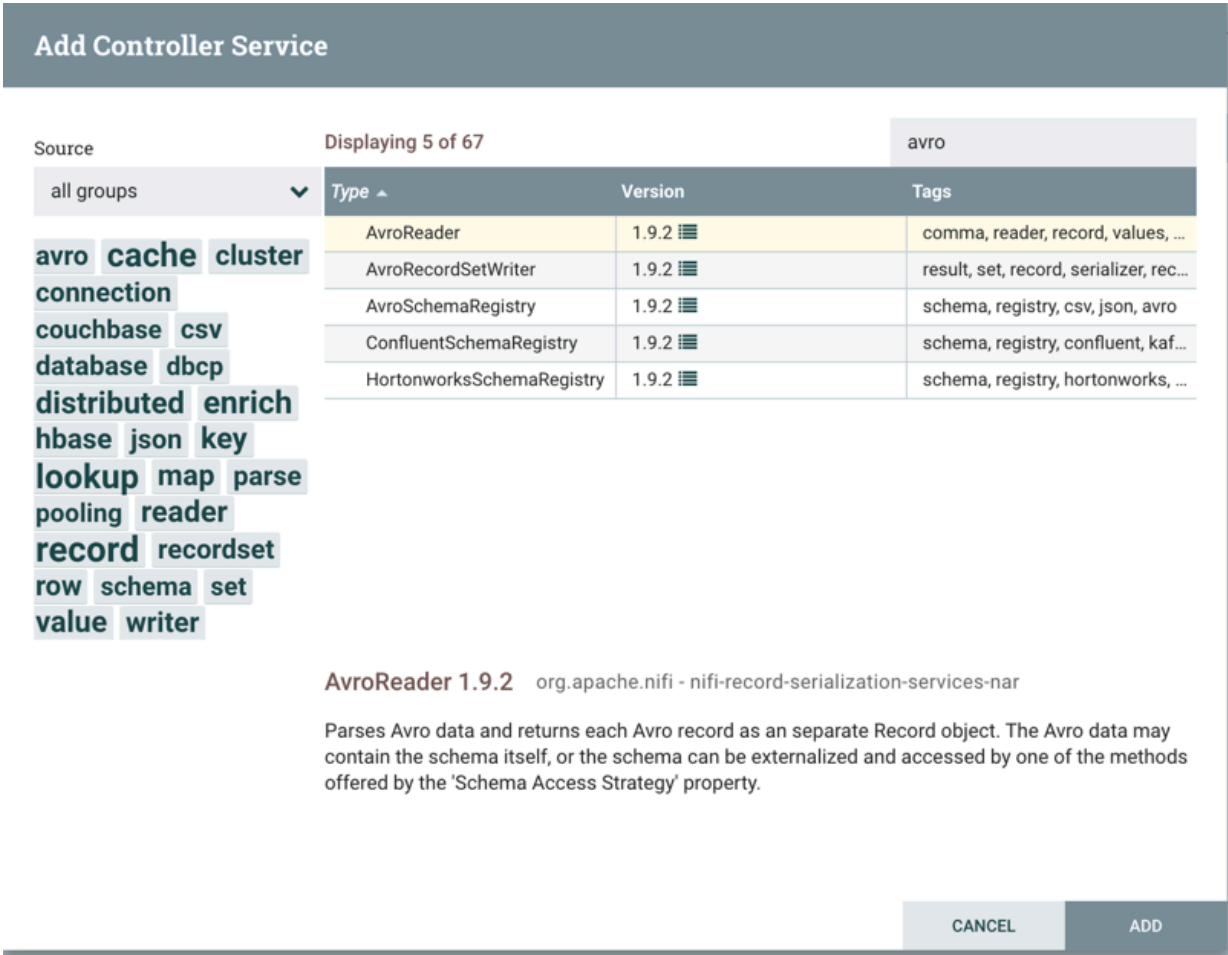 Add Controller Service
Source
Displaying 5 of 67
avro
all groups
Type Version Tags
AvroReader 1.9.2 comma, reader, record, values, ...
AvroRecordSetWriter 1.9.2 result, set, record, serializer, rec...
AvroSchemaRegistry 1.9.2 schema, registry, csv, json, avro
ConfluentSchemaRegistry 1.9.2 schema, registry, confluent, kaf...
HortonworksSchemaRegistry 1.9.2 schema, registry, hortonworks, ...
avro cache cluster
connection
couchbase csv
database dbcp
distributed enrich
hbase json key
lookup map parse
pooling reader
record recordset
row schema set
value writer
AvroReader 1.9.2 org.apache.nifi - nifi-record-serialization-services-nar
Parses Avro data and returns each Avro record as an separate Record object. The Avro data may
contain the schema itself, or the schema can be externalized and accessed by one of the methods
offered by the 'Schema Access Strategy' property.
CANCEL ADD